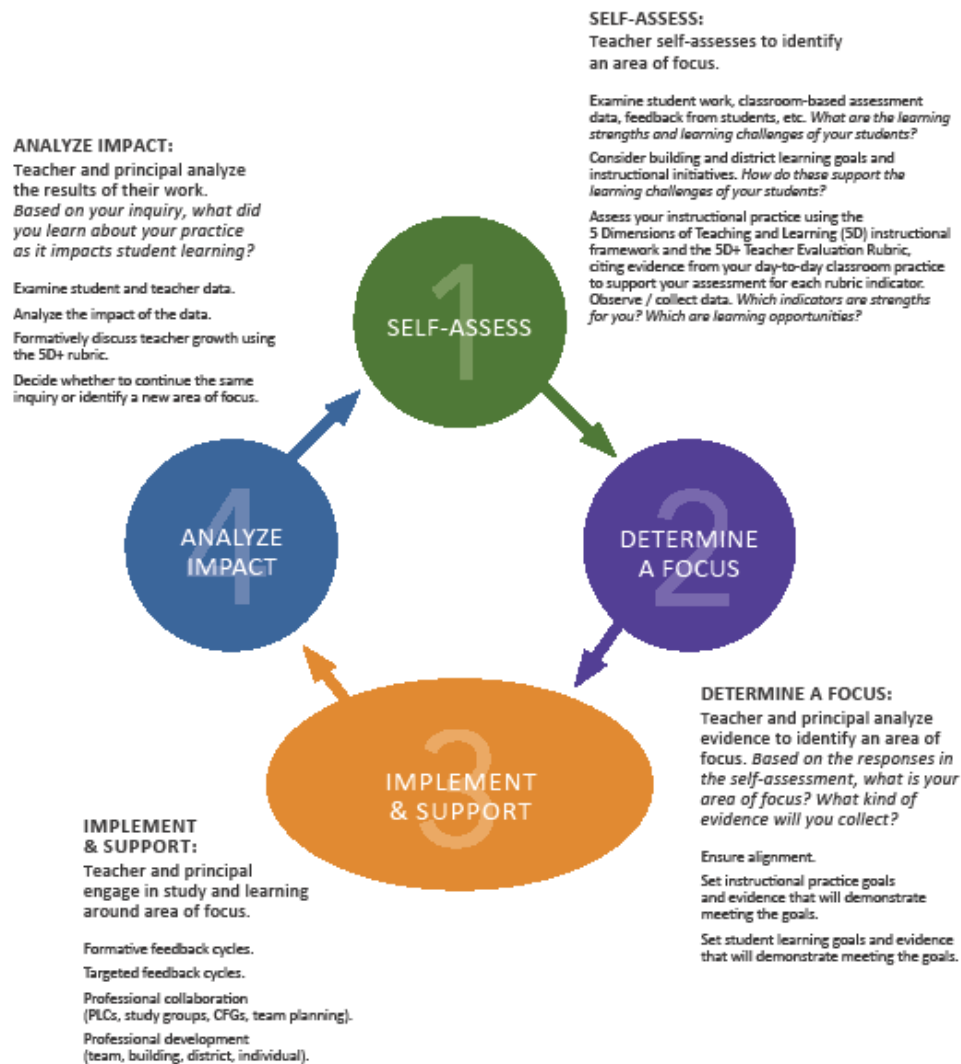 SELF-ASSESS:
Teacher self-assesses to identify
an area of focus.
Examine student work, classroom-based assessment
data, feedback from students, etc. What are the learning
strengths and learning challenges of your students?
Consider building and district learning goals and
instructional initiatives. How do these support the
learning challenges of your students?
Assess your instructional practice using the
5 Dimensions of Teaching and Learning (5D) instructional
framework and the 5D+ Teacher Evaluation Rubric,
citing evidence from your day-to-day classroom practice
to support your assessment for each rubric indicator.
Observe / collect data. Which indicators are strengths
for you? Which are learning opportunities?
ANALYZE IMPACT:
Teacher and principal analyze
the results of their work.
Based on your inquiry, what did
you learn about your practice
as it impacts student learning?
Examine student and teacher data.
Analyze the impact of the data.
Formatively discuss teacher growth using
the 5D+ rubric.
Decide whether to continue the same
inquiry or identify a new area of focus.
1
SELF-ASSESS
2
DETERMINE
A FOCUS
3
IMPLEMENT
& SUPPORT
4
ANALYZE
IMPACT
DETERMINE A FOCUS:
Teacher and principal analyze
evidence to identify an area of
focus. Based on the responses in
the self-assessment, what is your
area of focus? What kind of
evidence will you collect?
Ensure alignment.
Set instructional practice goals
and evidence that will demonstrate
meeting the goals.
Set student learning goals and evidence
that will demonstrate meeting the goals.
IMPLEMENT
& SUPPORT:
Teacher and principal
engage in study and learning
around area of focus.
Formative feedback cycles.
Targeted feedback cycles.
Professional collaboration
(PLCs, study groups, CFGs, team planning).
Professional development
(team, building, district, individual).